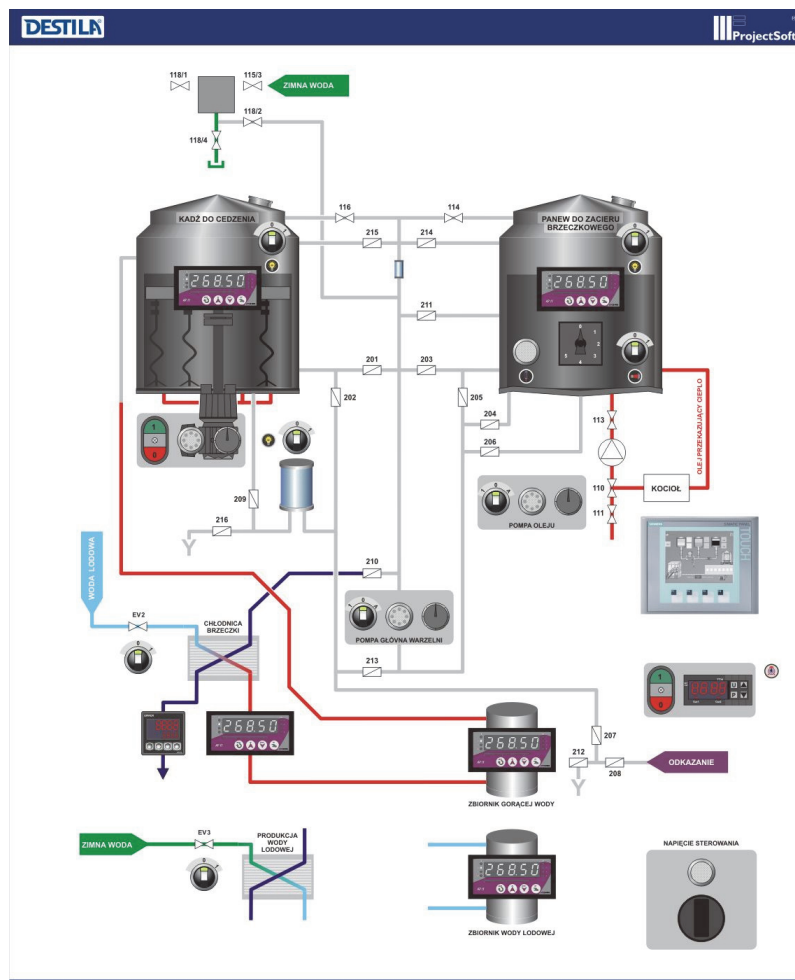 DESTILA
ProjectSoft
118/1
115/3
ZIMNA WODA
118/2
118/4
KADŹ DO CEDZENIA
116
114
PANEW DO ZACIERU
BRZECZKOWEGO
215
214
268.50
268.50
211
201
203
202
205
204
206
113
OLEJ PRZEKAZUJĄCY CIEPŁO
110
KOCIOŁ
111
POMPA OLEJU
209
216
WODA LODOWA
210
EV2
CHŁODNICA
BRZECZKI
POMPA GŁÓWNA WARZELNI
213
268.50
268.50
207
212
208
ODKAZANIE
ZBIORNIK GORĄCEJ WODY
ZIMNA WODA
EV3
PRODUKCJA
WODY
LODOWEJ
268.50
ZBIORNIK WODY LODOWEJ
NAPIĘCIE STEROWANIA